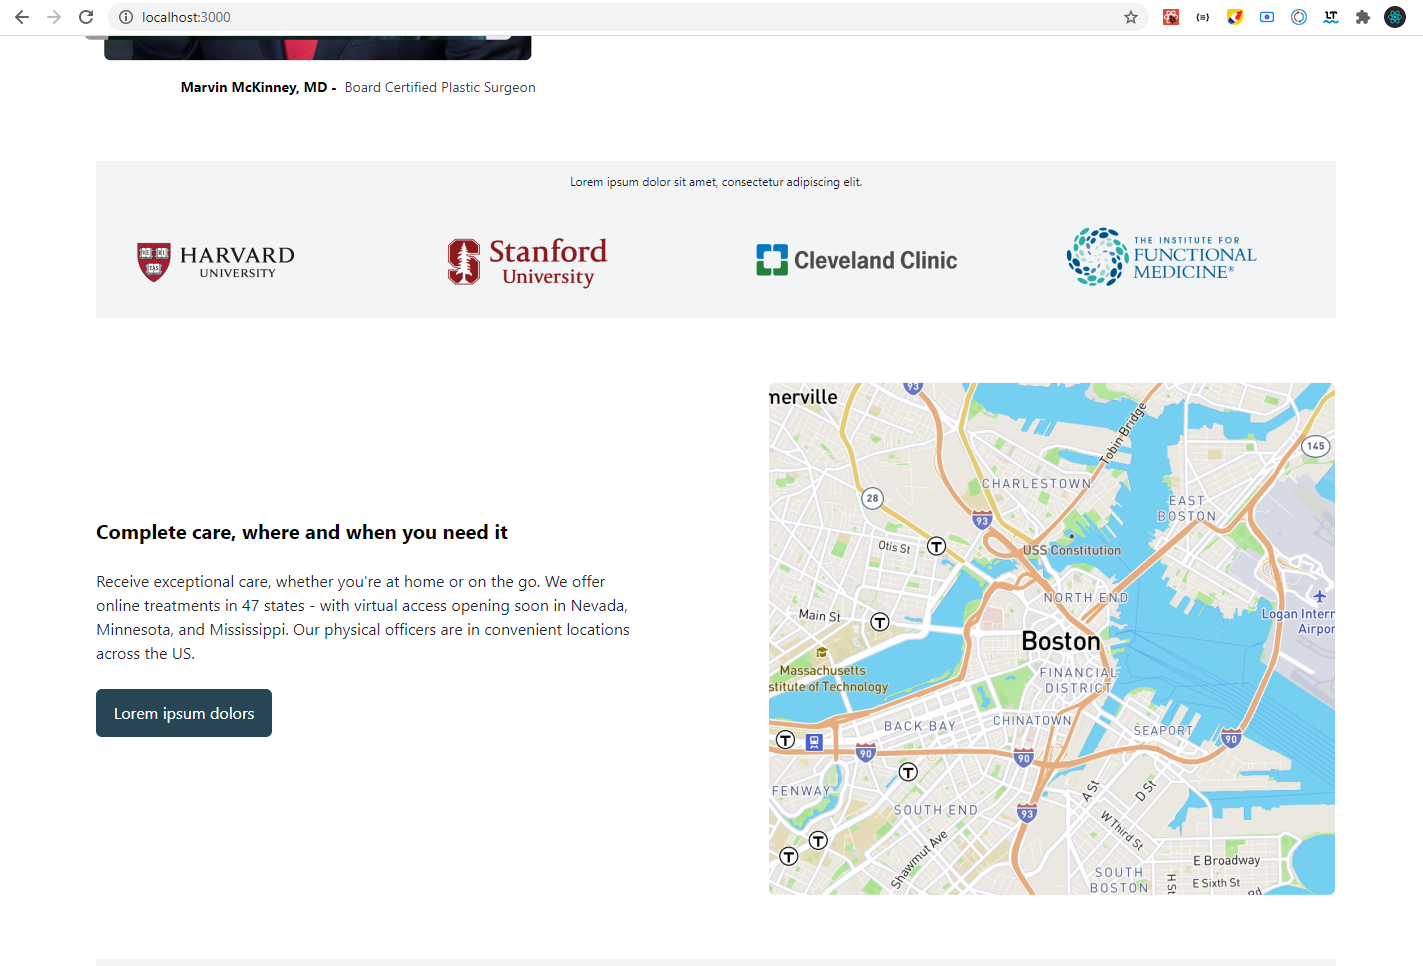 localhost:3000
Marvin McKinney, MD - Board Certified Plastic Surgeon
Lorem ipsum dolor sit amet, consectetur adipiscing elit.
HARVARD
UNIVERSITY
VE RI
TAS
Stanford
University
Cleveland Clinic
THE INSTITUTE FOR
FUNCTIONAL
MEDICINE®
Complete care, where and when you need it
Receive exceptional care, whether you're at home or on the go. We offer
online treatments in 47 states - with virtual access opening soon in Nevada,
Minnesota, and Mississippi. Our physical officers are in convenient locations
across the US.
Lorem ipsum dolors
merville
93
Tobin Bridge
145
CHARLESTOWN
28
EAST
BOSTON
93
Otis St
T
USS Constitution
NORTH END
Logan Intern
Airpor
Main St
T
Boston
Massachusetts
stitute of Technology
FINANCIAL
DISTRICT
BACK BAY
CHINATOWN
SEAPORT
T
90
90
90
T
FENWAY
A St
D St
SOUTH END
93
W Third St
T
T
Shawmut Ave
E Broadway
SOUTH
BOSTON
H St
E Sixth St
Rd